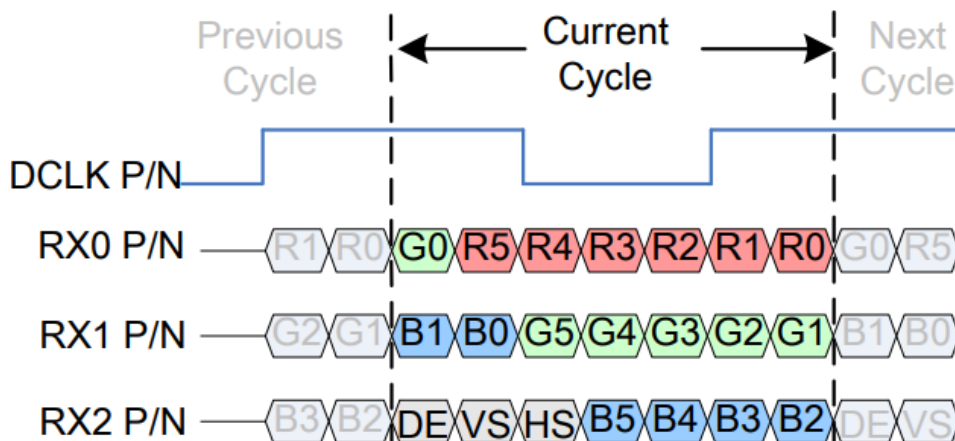 Previous Cycle Current Cycle Next Cycle
DCLK P/N
RX0 P/N R1 R0 G0 R5 R4 R3 R2 R1 R0 G0 R5
RX1 P/N G2 G1 B1 B0 G5 G4 G3 G2 G1 B1 B0
RX2 P/N B3 B2 DE VS HS B5 B4 B3 B2 DE VS